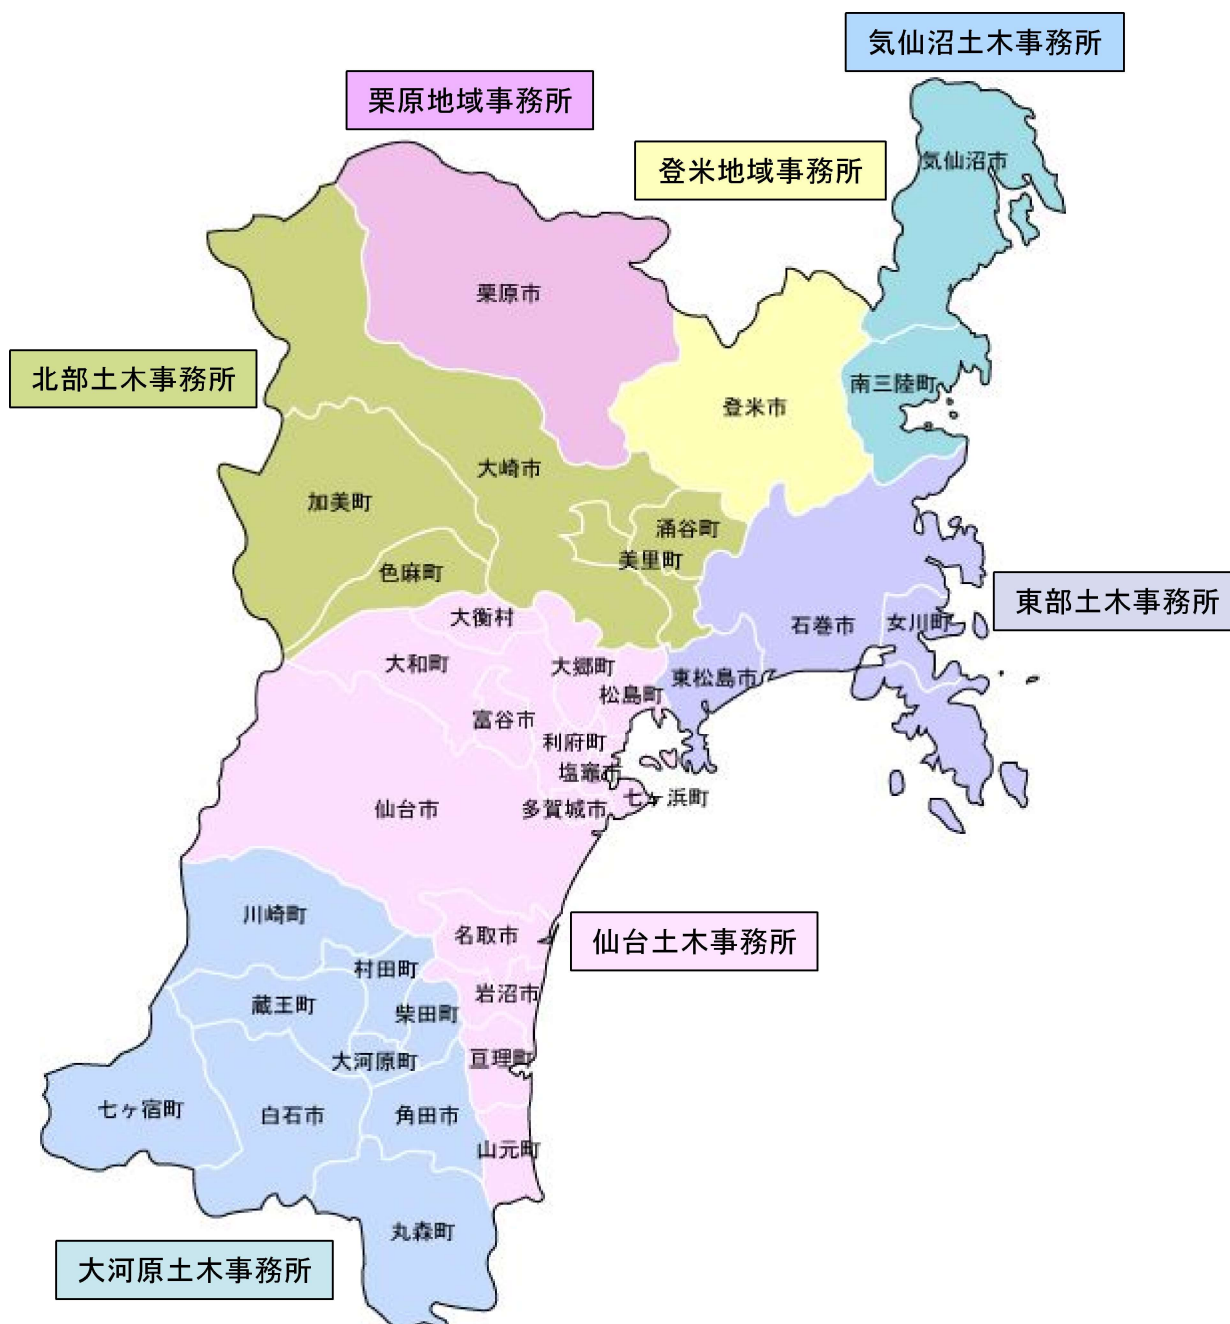 気仙沼土木事務所
栗原地域事務所
登米地域事務所
気仙沼市
栗原市
北部土木事務所
南三陸町
登米市
大崎市
加美町
涌谷町
美里町
色麻町
東部土木事務所
大衡村
石巻市
女川町
大和町
大郷町
東松島市
松島町
富谷市
利府町
塩竈市
仙台市
多賀城市
七ヶ浜町
川崎町
名取市
仙台土木事務所
村田町
岩沼市
蔵王町
柴田町
大河原町
亘理町
七ヶ宿町
白石市
角田市
山元町
丸森町
大河原土木事務所